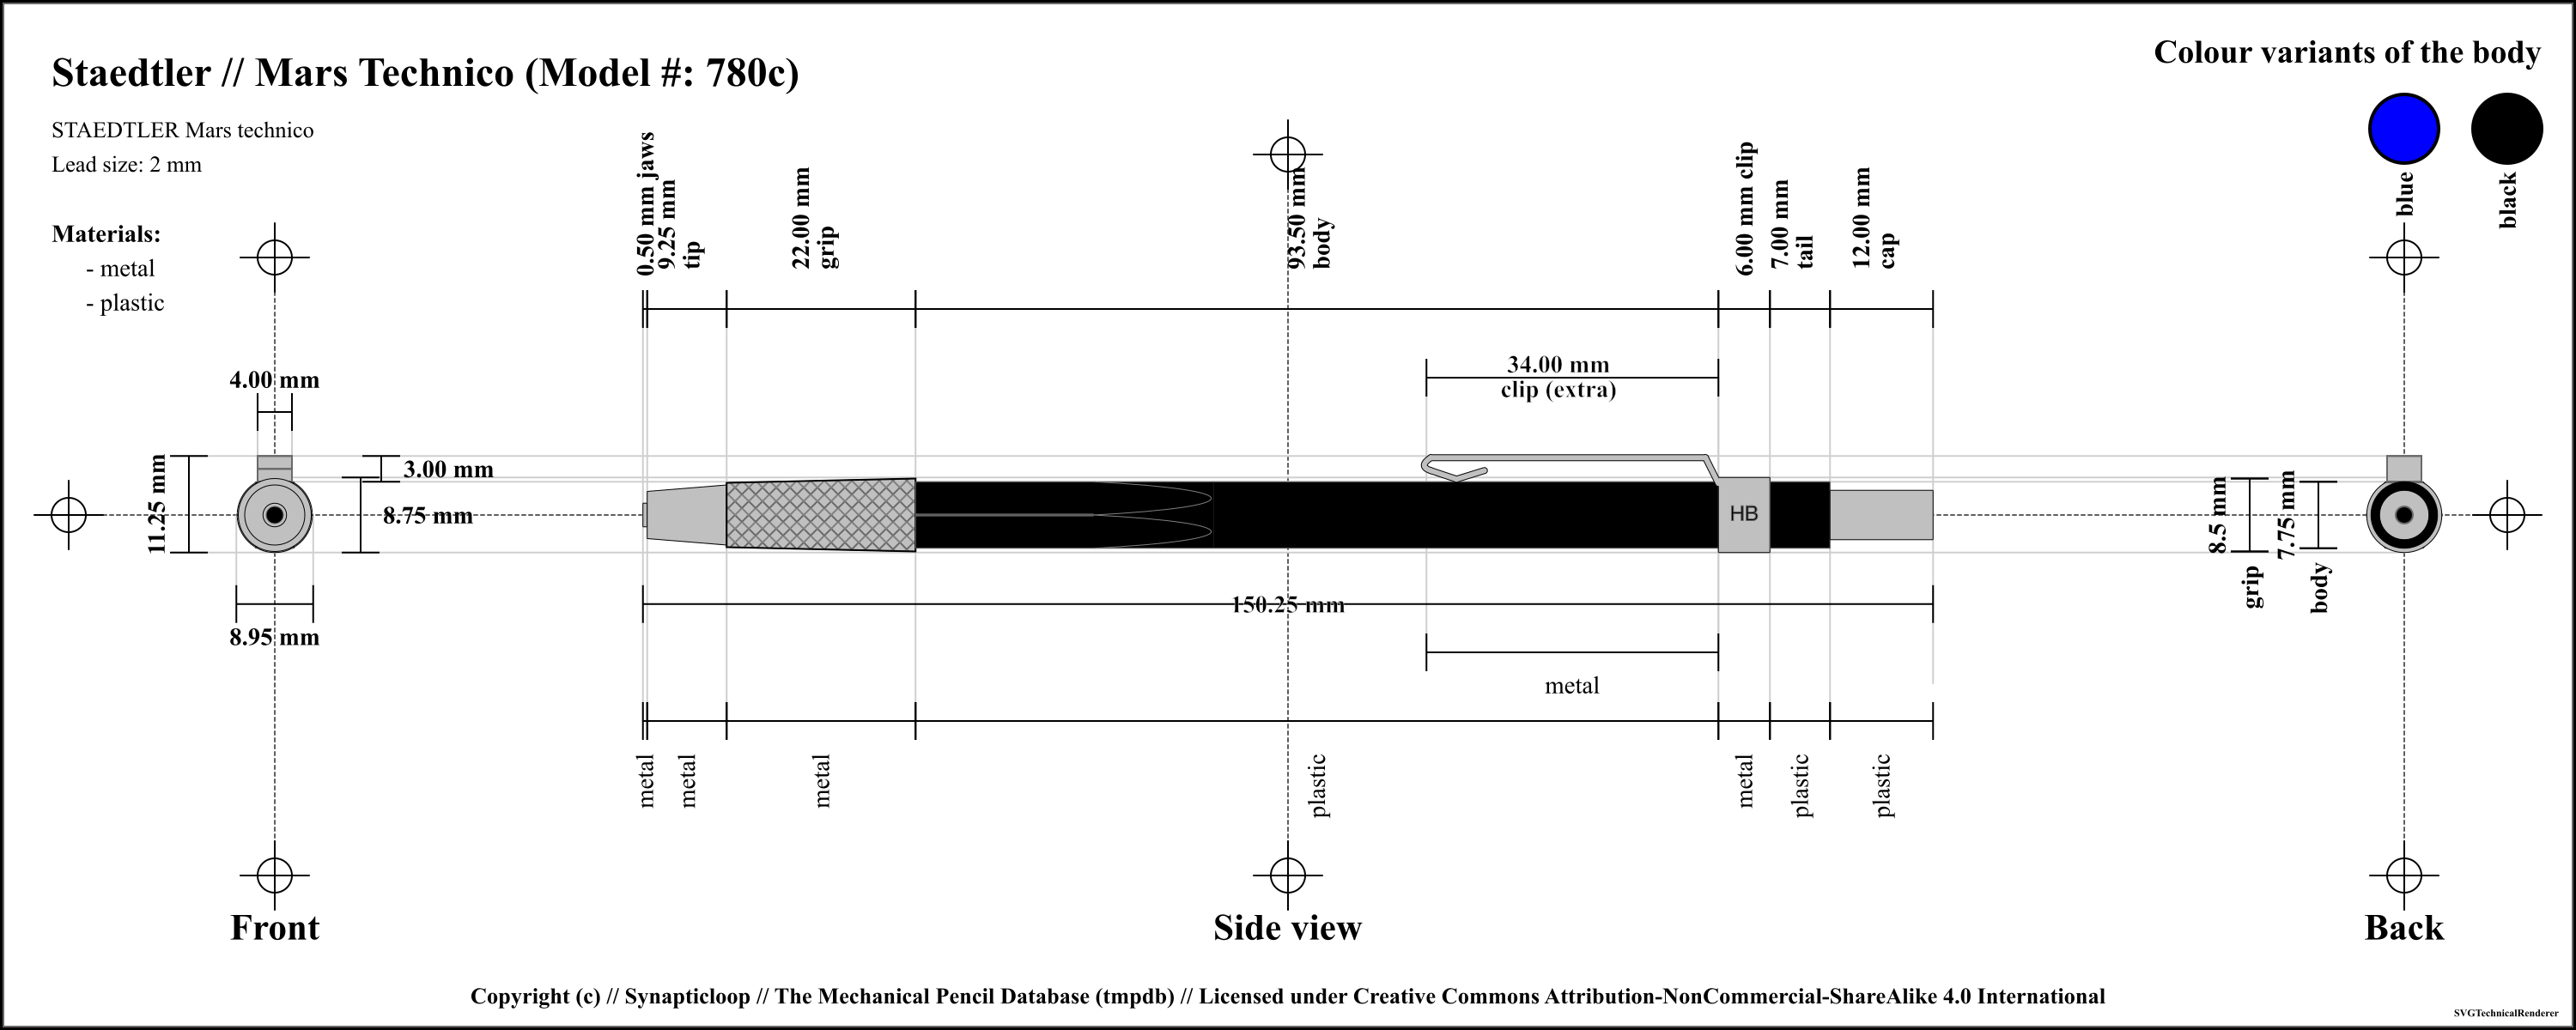 Staedtler // Mars Technico (Model #: 780c)
Colour variants of the body
STAEDTLER Mars technico
Lead size: 2 mm
Materials:
- metal
- plastic
blue
black
0.50 mm jaws
9.25 mm
tip
22.00 mm
grip
93.50 mm
body
6.00 mm clip
7.00 mm
tail
12.00 mm
cap
34.00 mm
clip (extra)
4.00 mm
11.25 mm
3.00 mm
8.75 mm
8.95 mm
HB
150.25 mm
8.5 mm
grip
7.75 mm
body
metal
metal
metal
metal
plastic
metal
plastic
plastic
Front
Side view
Back
Copyright (c) // Synapticloop // The Mechanical Pencil Database (tmpdb) // Licensed under Creative Commons Attribution-NonCommercial-ShareAlike 4.0 International
SVGTechnicalRenderer